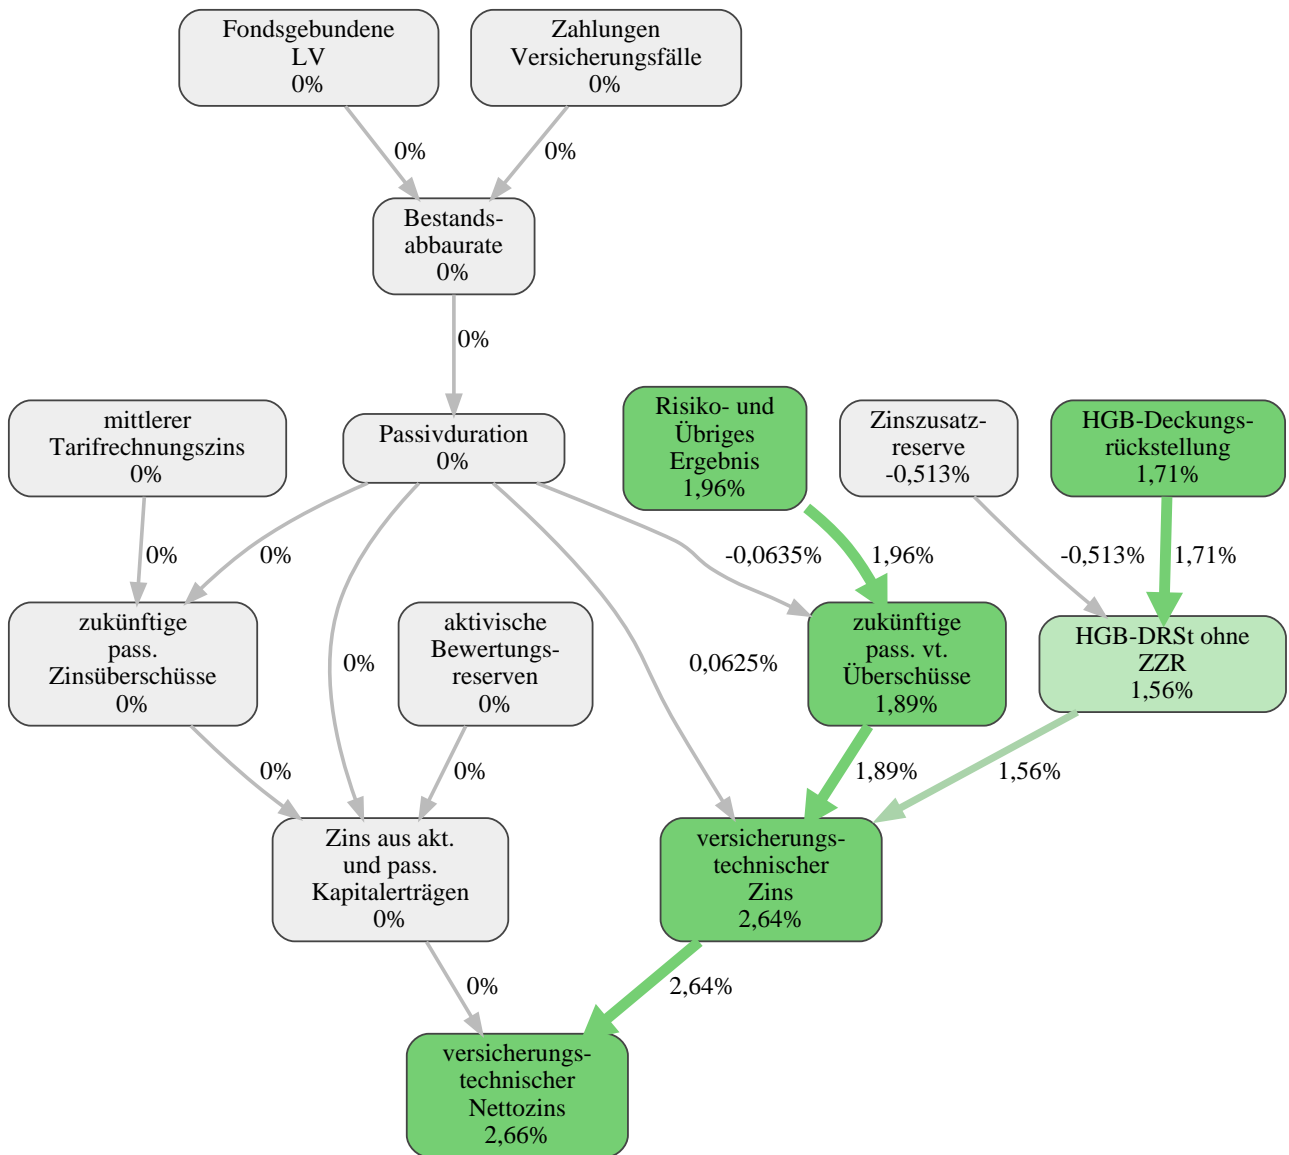 Fondsgebundene
LV
0%
Zahlungen
Versicherungsfälle
0%
0%
0%
Bestands-
abbaurate
0%
0%
mittlerer
Tarifrechnungszins
0%
Passivduration
0%
Risiko- und
Übriges
Ergebnis
1,96%
Zinszusatz-
reserve
-0,513%
HGB-Deckungs-
rückstellung
1,71%
0%
0%
-0,0635%
1,96%
-0,513%
1,71%
zukünftige
pass.
Zinsüberschüsse
0%
0%
aktivische
Bewertungs-
reserven
0%
0,0625%
zukünftige
pass. vt.
Überschüsse
1,89%
HGB-DRSt ohne
ZZR
1,56%
0%
0%
1,89%
1,56%
Zins aus akt.
und pass.
Kapitalerträgen
0%
versicherungs-
technischer
Zins
2,64%
0%
2,64%
versicherungs-
technischer
Nettozins
2,66%